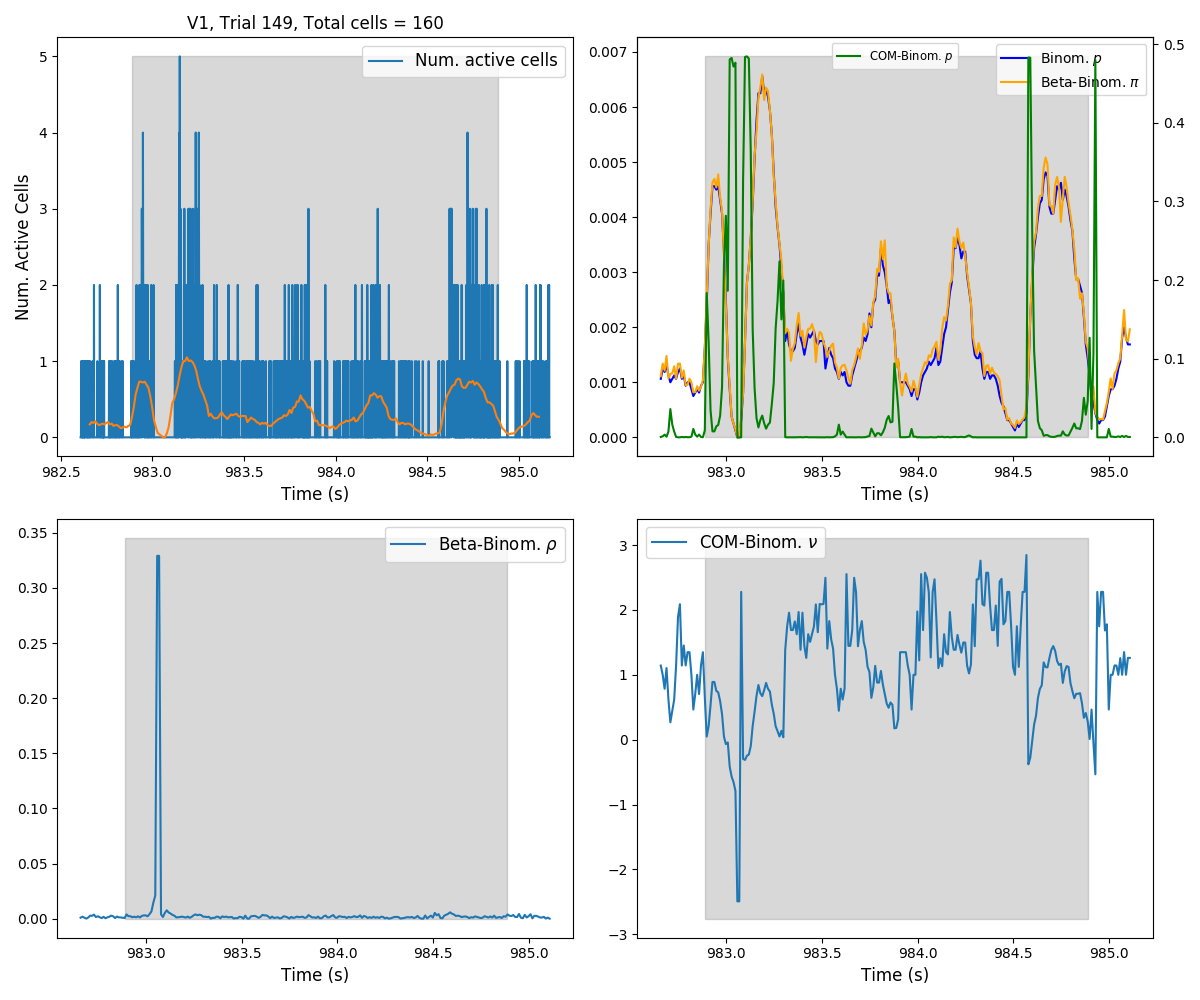 V1, Trial 149, Total cells = 160
Num. active cells
Num. Active Cells
5
4
3
2
1
0
982.5 983.0 983.5 984.0 984.5 985.0
Time (s)
COM-Binom. p
Binom. p
Beta-Binom. π
0.007
0.006
0.005
0.004
0.003
0.002
0.001
0.000
0.5
0.4
0.3
0.2
0.1
0.0
983.0 983.5 984.0 984.5 985.0
Time (s)
Beta-Binom. ρ
0.35
0.30
0.25
0.20
0.15
0.10
0.05
0.00
983.0 983.5 984.0 984.5 985.0
Time (s)
COM-Binom. ν
3
2
1
0
−1
−2
−3
983.0 983.5 984.0 984.5 985.0
Time (s)